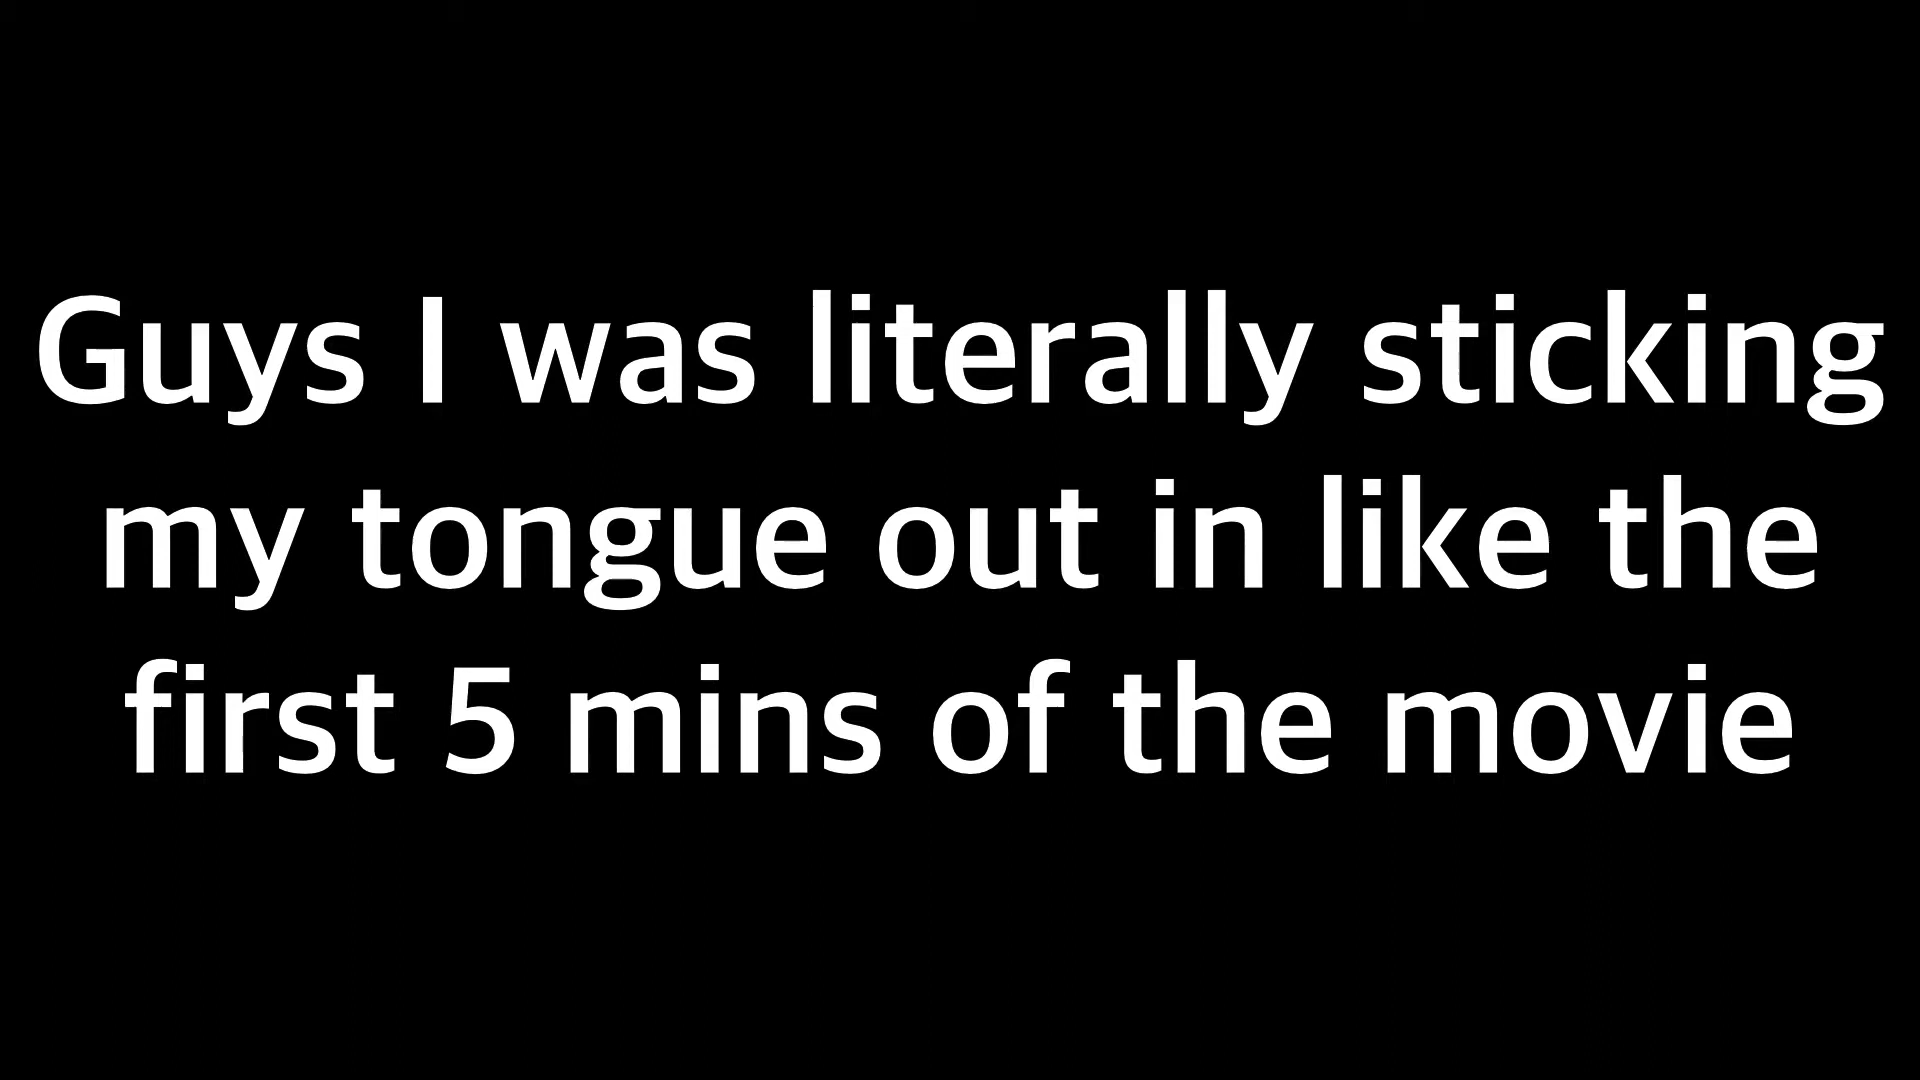 Guys I was literally sticking
my tongue out in like the
first 5 mins of the movie